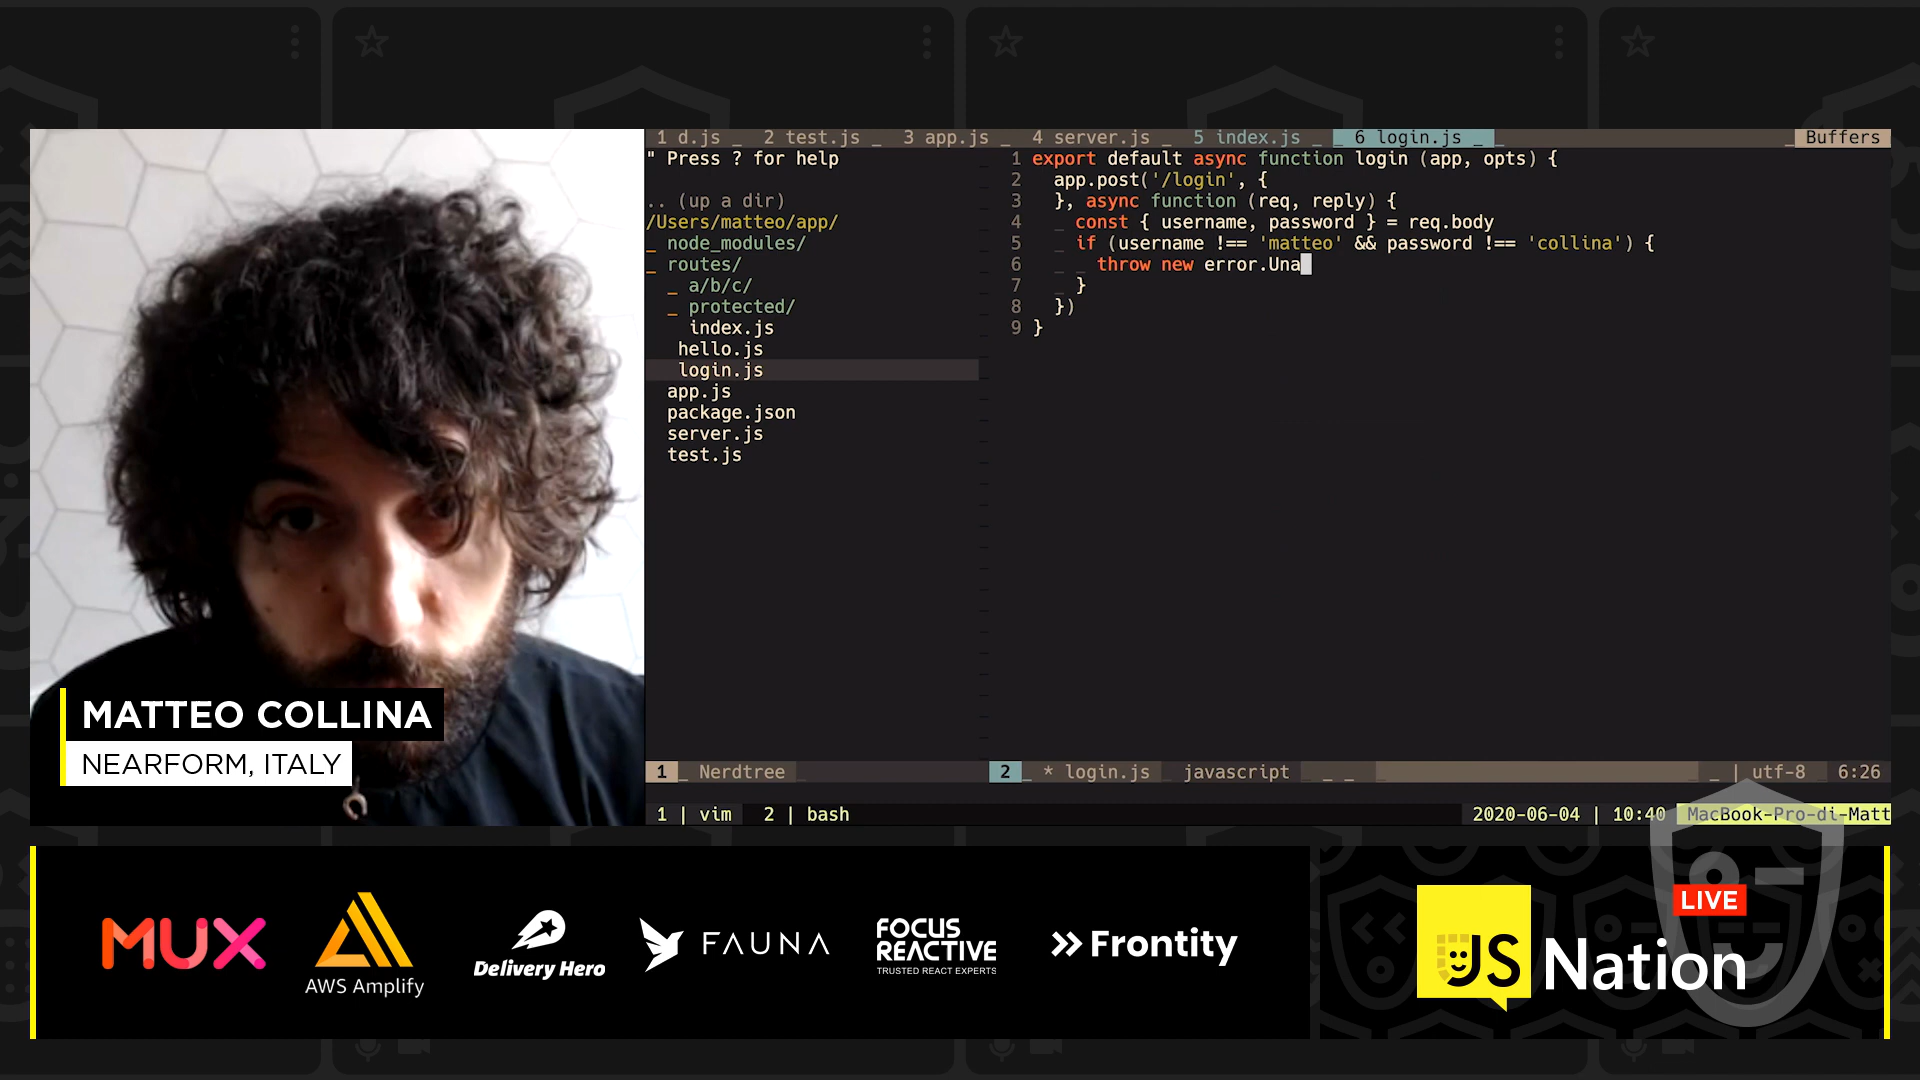 1 d.js _ 2 test.js _ 3 app.js _ 4 server.js _ 5 index.js _ 6 login.js _ _ Buffers
" Press ? for help
.. (up a dir)
/Users/matteo/app/
_ node_modules/
_ routes/
_ a/b/c/
_ protected/
index.js
hello.js
login.js
app.js
package.json
server.js
test.js
1 export default async function login (app, opts) {
2 app.post('/login', {
3 }, async function (req, reply) {
4 _ const { username, password } = req.body
5 _ if (username !== 'matteo' && password !== 'collina') {
6 _ _ throw new error.Una
7 _ }
8 })
9 }
1 _ Nerdtree
2 _ * login.js javascript _ _ _ | utf-8 6:26
1 | vim 2 | bash 2020-06-04 | 10:40 MacBook-Pro-di-Matt
MATTEO COLLINA
NEARFORM, ITALY
MUX
AWS Amplify
Delivery Hero
FAUNA
FOCUS
REACTIVE
TRUSTED REACT EXPERTS
Frontity
LIVE
JS Nation